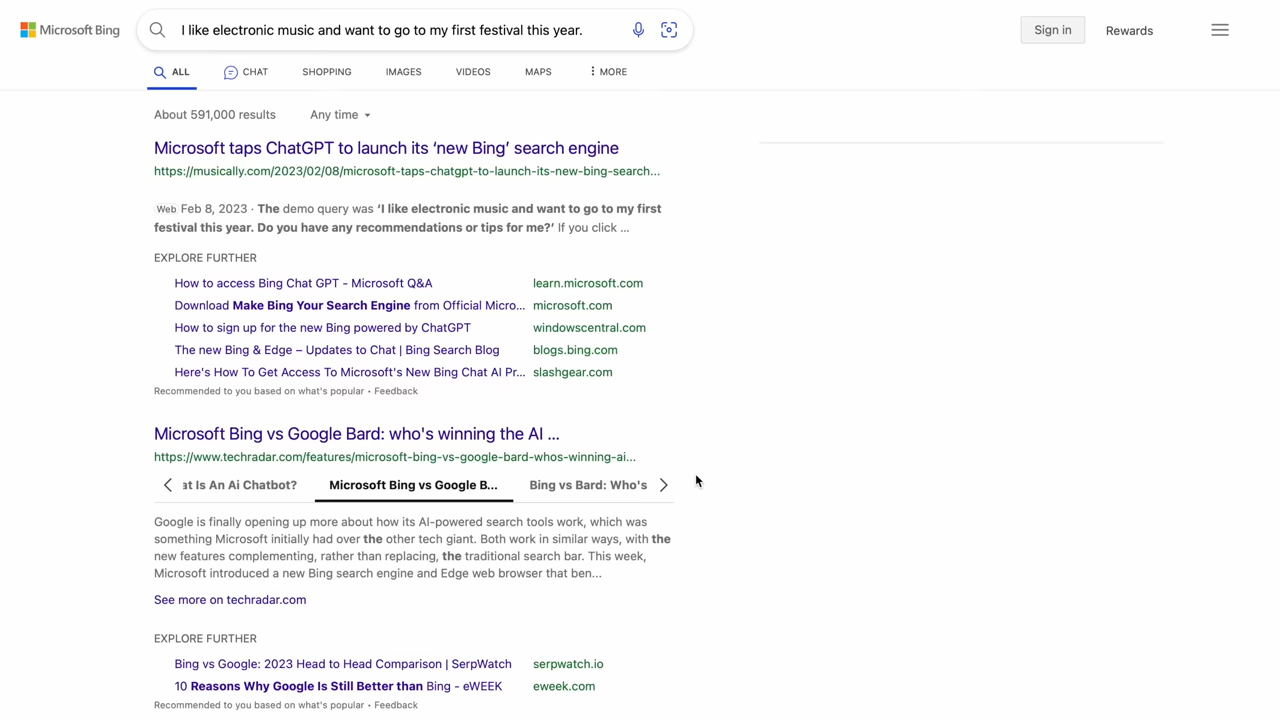 Microsoft Bing
I like electronic music and want to go to my first festival this year.
Sign in
Rewards
ALL
CHAT
SHOPPING
IMAGES
VIDEOS
MAPS
MORE
About 591,000 results
Any time
Microsoft taps ChatGPT to launch its ‘new Bing’ search engine
https://musically.com/2023/02/08/microsoft-taps-chatgpt-to-launch-its-new-bing-search...
Web Feb 8, 2023 · The demo query was ‘I like electronic music and want to go to my first
festival this year. Do you have any recommendations or tips for me?’ If you click ...
EXPLORE FURTHER
How to access Bing Chat GPT - Microsoft Q&A learn.microsoft.com
Download Make Bing Your Search Engine from Official Micro... microsoft.com
How to sign up for the new Bing powered by ChatGPT windowscentral.com
The new Bing & Edge – Updates to Chat | Bing Search Blog blogs.bing.com
Here's How To Get Access To Microsoft's New Bing Chat AI Pr... slashgear.com
Recommended to you based on what's popular • Feedback
Microsoft Bing vs Google Bard: who's winning the AI ...
https://www.techradar.com/features/microsoft-bing-vs-google-bard-whos-winning-ai...
at Is An Ai Chatbot? Microsoft Bing vs Google B... Bing vs Bard: Who's
Google is finally opening up more about how its AI-powered search tools work, which was
something Microsoft initially had over the other tech giant. Both work in similar ways, with the
new features complementing, rather than replacing, the traditional search bar. This week,
Microsoft introduced a new Bing search engine and Edge web browser that ben...
See more on techradar.com
EXPLORE FURTHER
Bing vs Google: 2023 Head to Head Comparison | SerpWatch serpwatch.io
10 Reasons Why Google Is Still Better than Bing - eWEEK eweek.com
Recommended to you based on what's popular • Feedback